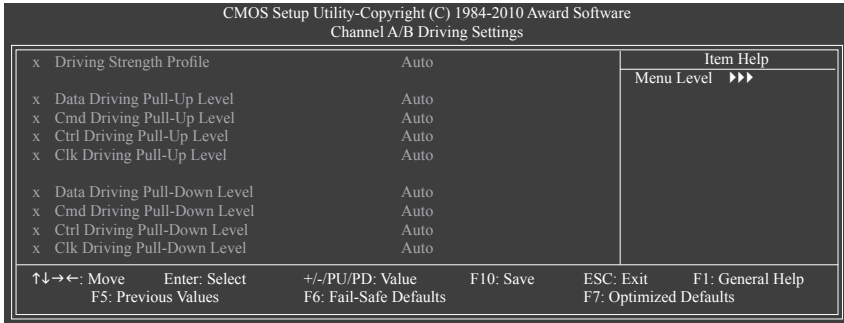 CMOS Setup Utility-Copyright (C) 1984-2010 Award Software
Channel A/B Driving Settings
x Driving Strength Profile Auto
x Data Driving Pull-Up Level Auto
x Cmd Driving Pull-Up Level Auto
x Ctrl Driving Pull-Up Level Auto
x Clk Driving Pull-Up Level Auto
x Data Driving Pull-Down Level Auto
x Cmd Driving Pull-Down Level Auto
x Ctrl Driving Pull-Down Level Auto
x Clk Driving Pull-Down Level Auto
Item Help
Menu Level ▶▶▶
↑↓→←: Move Enter: Select +/-/PU/PD: Value F10: Save ESC: Exit F1: General Help
F5: Previous Values F6: Fail-Safe Defaults F7: Optimized Defaults